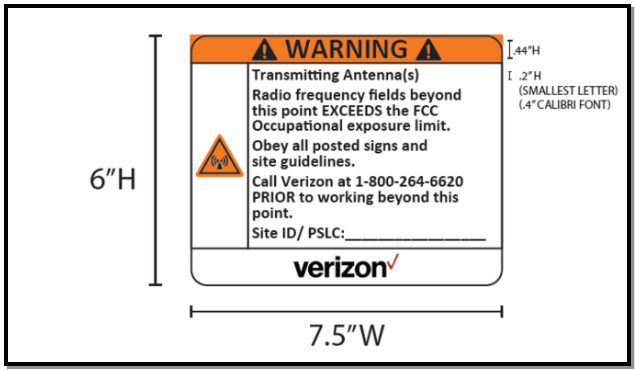 WARNING
.44”H
Transmitting Antenna(s)
.2”H
(SMALLEST LETTER)
(.4” CALIBRI FONT)
Radio frequency fields beyond
this point EXCEEDS the FCC
Occupational exposure limit.
Obey all posted signs and
site guidelines.
6”H
Call Verizon at 1-800-264-6620
PRIOR to working beyond this
point.
Site ID/ PSLC:__________________
verizon✓
7.5”W